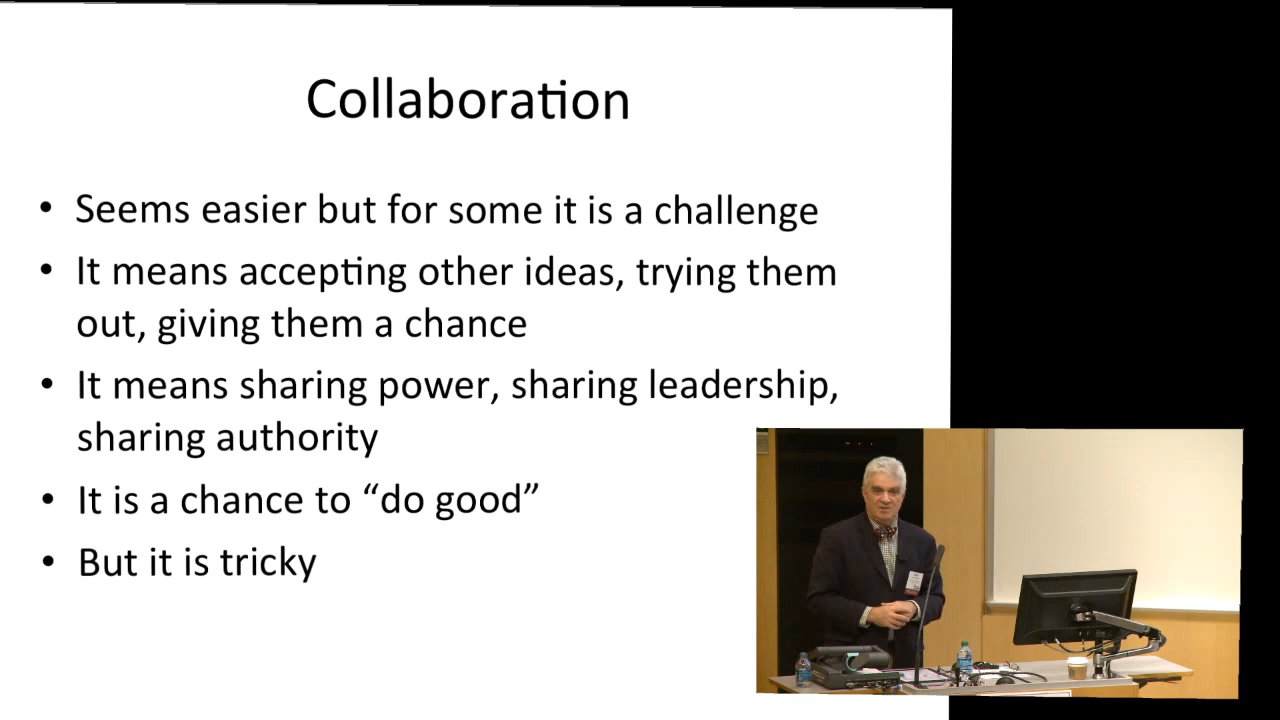 Collaboration
• Seems easier but for some it is a challenge
• It means accepting other ideas, trying them
out, giving them a chance
• It means sharing power, sharing leadership,
sharing authority
• It is a chance to “do good”
• But it is tricky